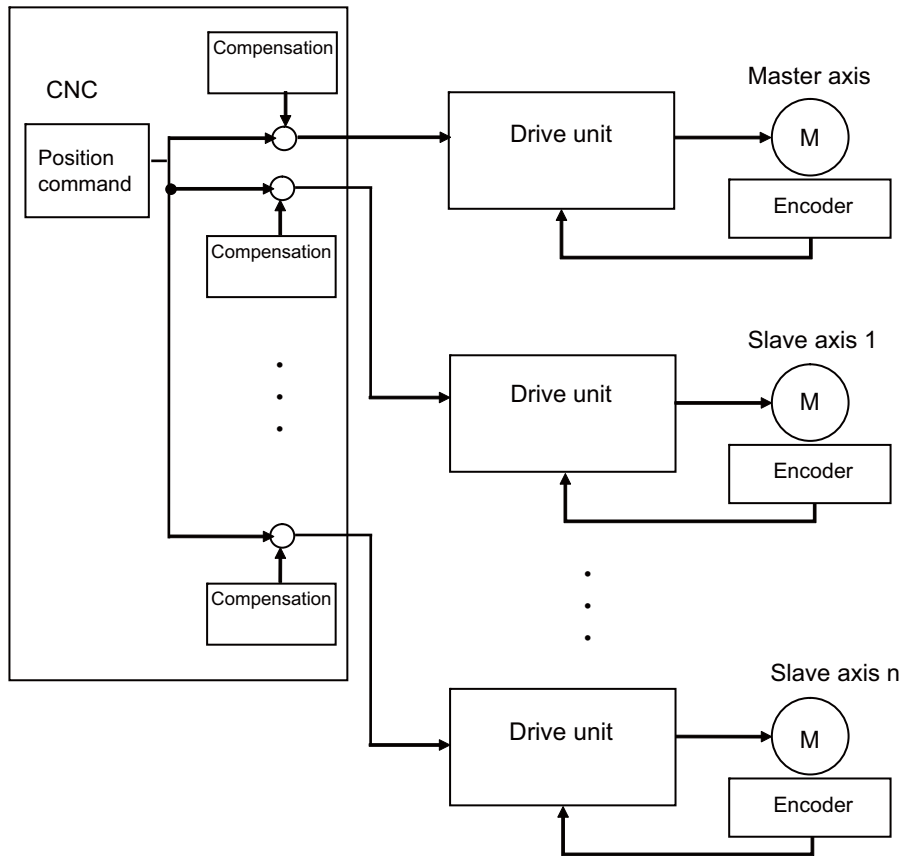 CNC
Compensation
Position
command
Compensation
Compensation
Drive unit
Master axis
M
Encoder
Drive unit
Slave axis 1
M
Encoder
Drive unit
Slave axis n
M
Encoder